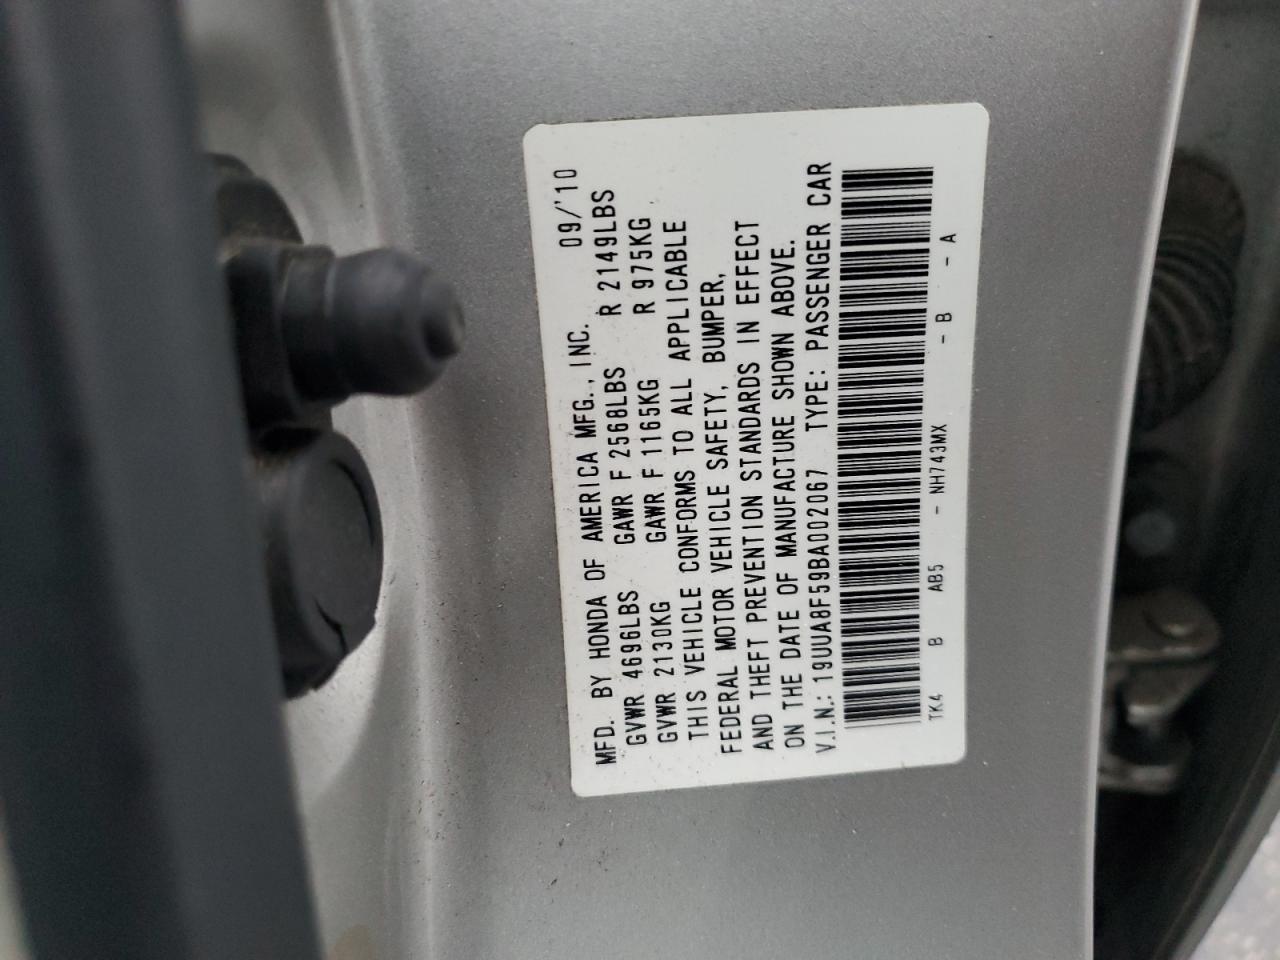 MFD. BY HONDA OF AMERICA MFG., INC. 09/'10
GVWR 4696LBS GAWR F 2568LBS R 2149LBS
GVWR 2130KG GAWR F 1165KG R 975KG
THIS VEHICLE CONFORMS TO ALL APPLICABLE
FEDERAL MOTOR VEHICLE SAFETY, BUMPER,
AND THEFT PREVENTION STANDARDS IN EFFECT
ON THE DATE OF MANUFACTURE SHOWN ABOVE.
V.I.N.: 19UUA8F59BA002067 TYPE: PASSENGER CAR
TK4 B AB5 - NH743MX - B - A